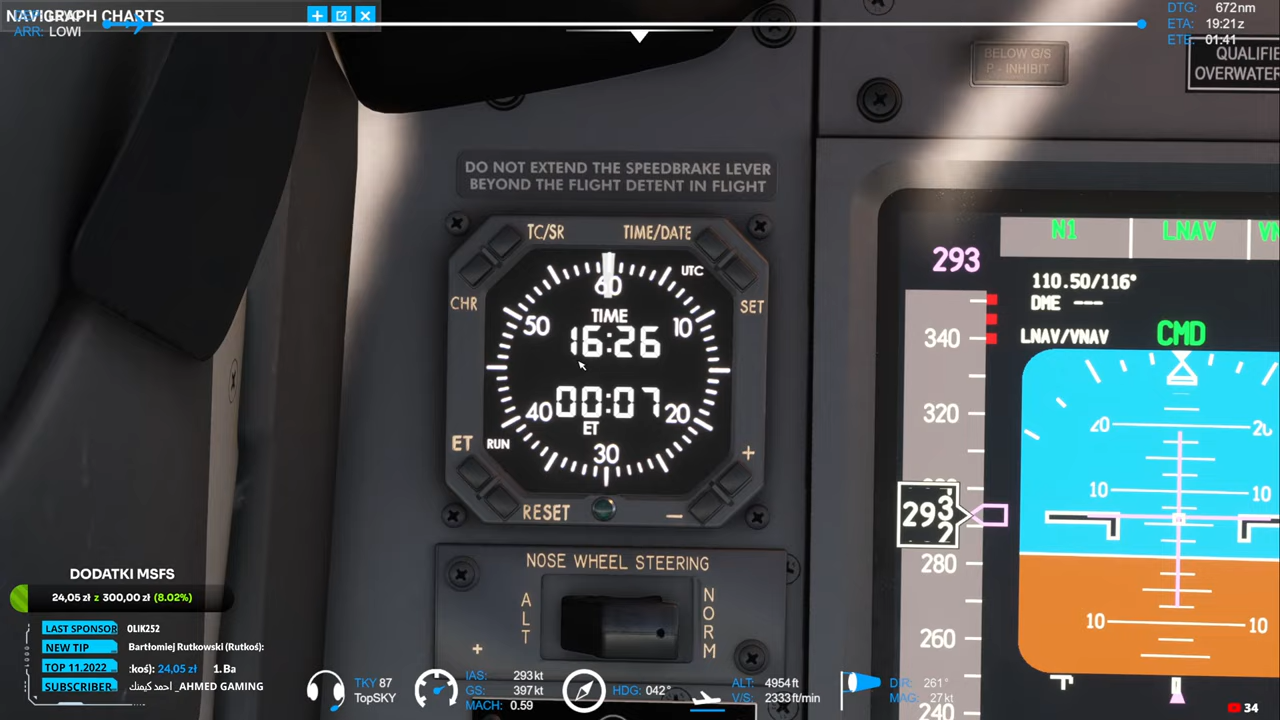 NAVIGRAPH CHARTS
ARR: LOWI
DTG: 672nm
ETA: 19:21z
ETE: 01:41
BELOW G/S
P - INHIBIT
QUALIFIE
OVERWATER
DO NOT EXTEND THE SPEEDBRAKE LEVER
BEYOND THE FLIGHT DETENT IN FLIGHT
TC/SR TIME/DATE
UTC
CHR SET
60
TIME
50 10
16:26
00:07
40 20
ET
ET RUN
30
+
RESET —
NOSE WHEEL STEERING
ALT
NORM
+
293
N1 LNAV
110.50/116°
DME ---
LNAV/VNAV CMD
340
320
293
2
280
260
240
20
10 10
10 10
DODATKI MSFS
24,05 zł z 300,00 zł (8.02%)
LAST SPONSOR 0LIK252
NEW TIP Bartłomiej Rutkowski (Rutkoś):
TOP 11.2022 :koś): 24,05 zł 1. Ba
SUBSCRIBER احمد كيمنك _AHMED GAMING
TKY 87
TopSKY
IAS: 293kt
GS: 397kt
MACH: 0.59
HDG: 042°
ALT: 4954ft
V/S: 2333ft/min
DIR: 261°
MAG: 27kt
34